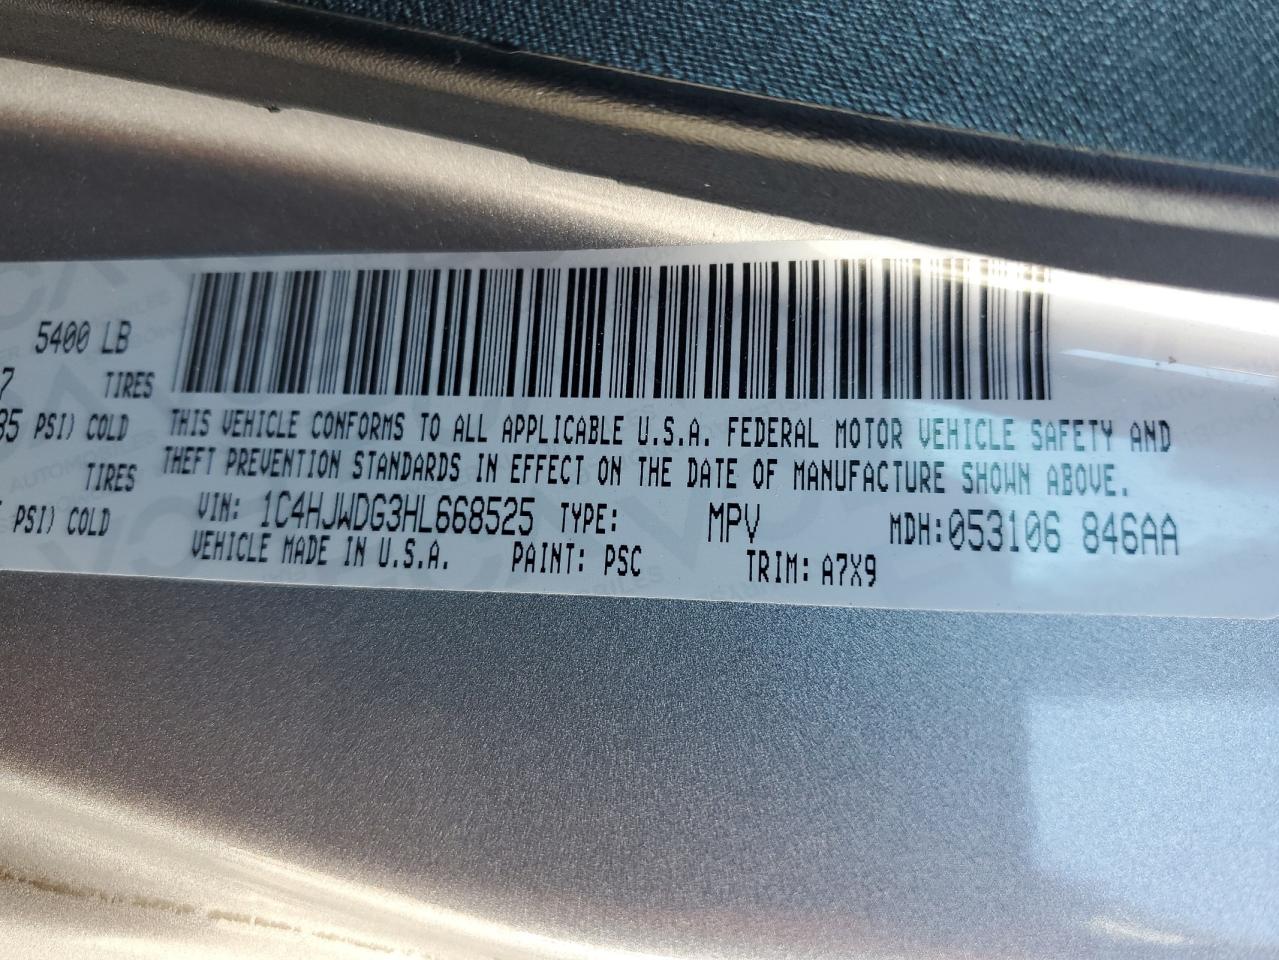 5400 LB
7 TIRES
35 PSI) COLD
TIRES
PSI) COLD
THIS VEHICLE CONFORMS TO ALL APPLICABLE U.S.A. FEDERAL MOTOR VEHICLE SAFETY AND
THEFT PREVENTION STANDARDS IN EFFECT ON THE DATE OF MANUFACTURE SHOWN ABOVE.
VIN: 1C4HJWDG3HL668525 TYPE: MPV MDH:053106 846AA
VEHICLE MADE IN U.S.A. PAINT: PSC TRIM: A7X9